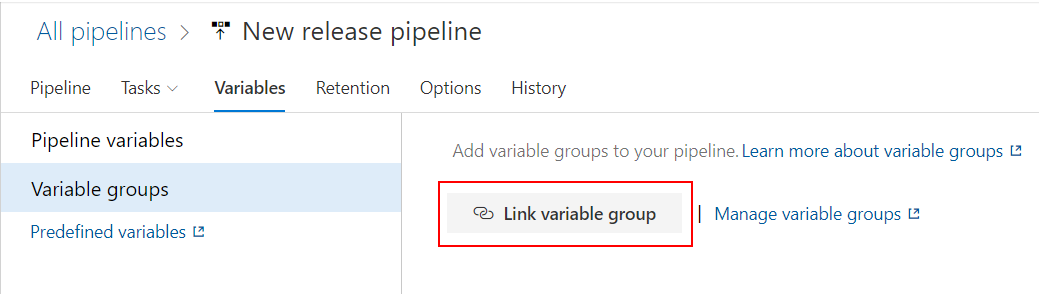 All pipelines > New release pipeline
Pipeline Tasks Variables Retention Options History
Pipeline variables
Variable groups
Predefined variables
Add variable groups to your pipeline. Learn more about variable groups
Link variable group | Manage variable groups